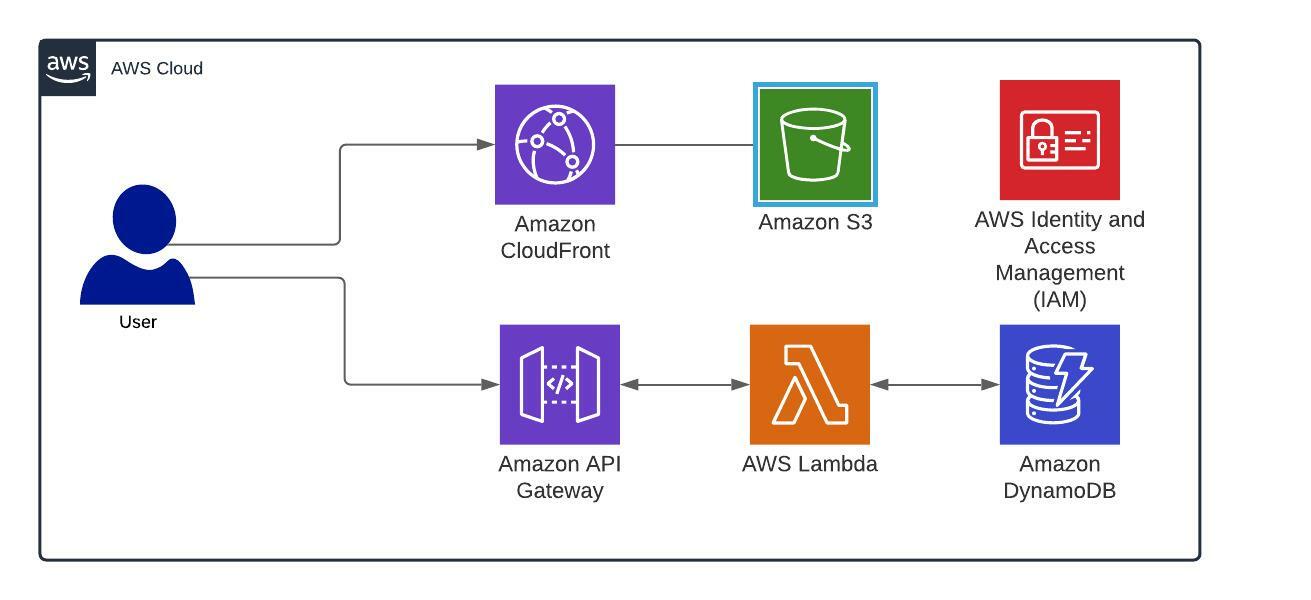 aws
AWS Cloud
Amazon
CloudFront
Amazon S3
AWS Identity and
Access
Management
(IAM)
User
</>
Amazon API
Gateway
AWS Lambda
Amazon
DynamoDB